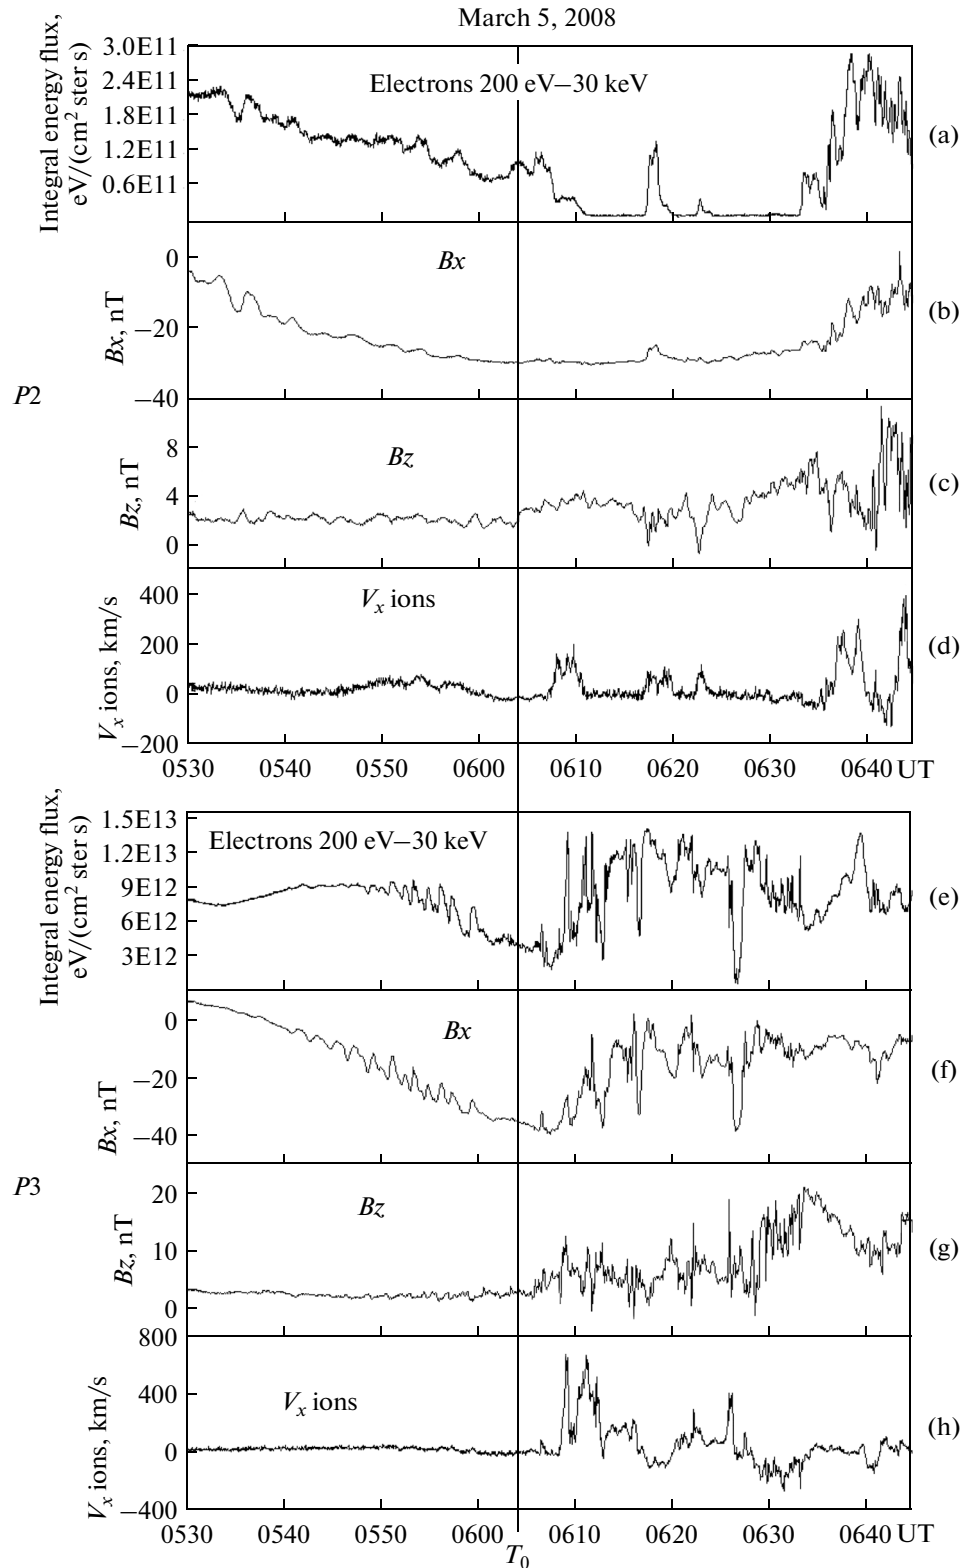 March 5, 2008
Integral energy flux,
eV/(cm² ster s)
3.0E11
2.4E11
1.8E11
1.2E11
0.6E11
Electrons 200 eV–30 keV
(a)
Bx, nT
0
−20
−40
Bx
(b)
P2
Bz, nT
8
4
0
Bz
(c)
Vₓ ions, km/s
400
200
0
−200
Vₓ ions
(d)
0530 0540 0550 0600 0610 0620 0630 0640 UT
Integral energy flux,
eV/(cm² ster s)
1.5E13
1.2E13
9E12
6E12
3E12
Electrons 200 eV–30 keV
(e)
Bx, nT
0
−20
−40
Bx
(f)
P3
Bz, nT
20
10
0
Bz
(g)
Vₓ ions, km/s
800
400
0
−400
Vₓ ions
(h)
0530 0540 0550 0600 0610 0620 0630 0640 UT
T₀